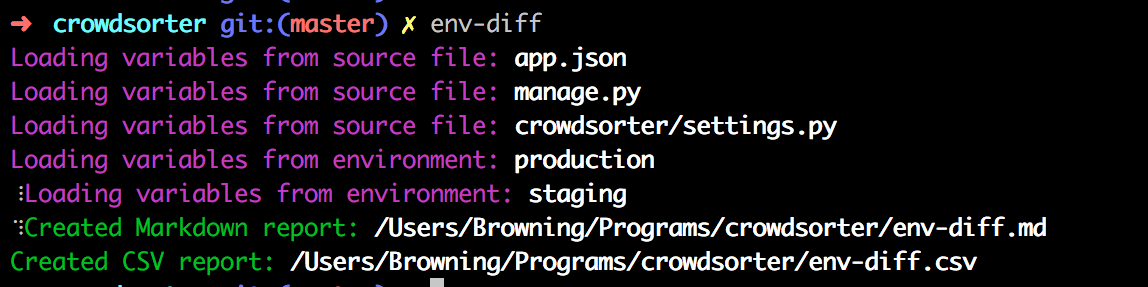 ➜ crowdsorter git:(master) ✗ env-diff
Loading variables from source file: app.json
Loading variables from source file: manage.py
Loading variables from source file: crowdsorter/settings.py
Loading variables from environment: production
⠸Loading variables from environment: staging
⠙Created Markdown report: /Users/Browning/Programs/crowdsorter/env-diff.md
Created CSV report: /Users/Browning/Programs/crowdsorter/env-diff.csv